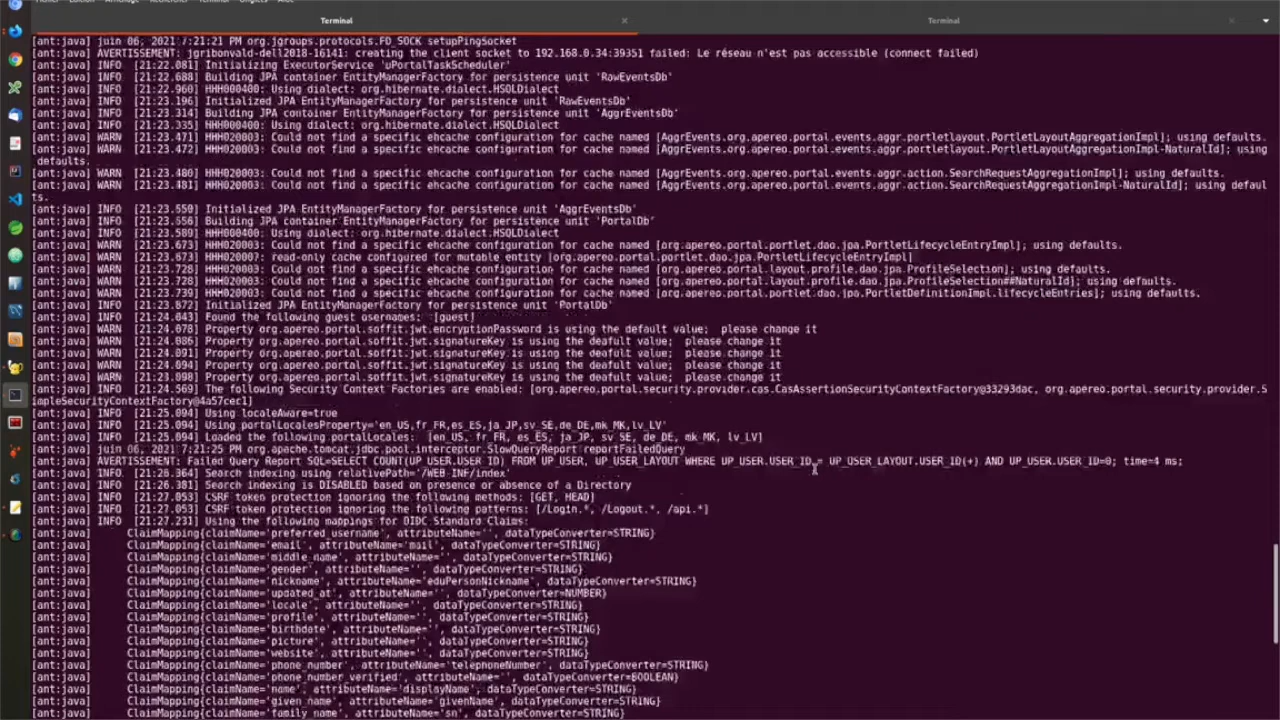 Terminal
Terminal
[ant:java] juin 06, 2021 7:21:21 PM org.jgroups.protocols.FD_SOCK setupPingSocket
[ant:java] AVERTISSEMENT: jgribonvald-dell2018-16141: creating the client socket to 192.168.0.34:39351 failed: Le réseau n'est pas accessible (connect failed)
[ant:java] INFO  [21:22.081] Initializing ExecutorService 'uPortalTaskScheduler'
[ant:java] INFO  [21:22.688] Building JPA container EntityManagerFactory for persistence unit 'RawEventsDb'
[ant:java] INFO  [21:22.960] HHH000400: Using dialect: org.hibernate.dialect.HSQLDialect
[ant:java] INFO  [21:23.196] Initialized JPA EntityManagerFactory for persistence unit 'RawEventsDb'
[ant:java] INFO  [21:23.314] Building JPA container EntityManagerFactory for persistence unit 'AggrEventsDb'
[ant:java] INFO  [21:23.335] HHH000400: Using dialect: org.hibernate.dialect.HSQLDialect
[ant:java] WARN  [21:23.471] HHH020003: Could not find a specific ehcache configuration for cache named [AggrEvents.org.apereo.portal.events.aggr.portletlayout.PortletLayoutAggregationImpl]; using defaults.
[ant:java] WARN  [21:23.472] HHH020003: Could not find a specific ehcache configuration for cache named [AggrEvents.org.apereo.portal.events.aggr.portletlayout.PortletLayoutAggregationImpl-NaturalId]; using
defaults.
[ant:java] WARN  [21:23.480] HHH020003: Could not find a specific ehcache configuration for cache named [AggrEvents.org.apereo.portal.events.aggr.action.SearchRequestAggregationImpl]; using defaults.
[ant:java] WARN  [21:23.481] HHH020003: Could not find a specific ehcache configuration for cache named [AggrEvents.org.apereo.portal.events.aggr.action.SearchRequestAggregationImpl-NaturalId]; using defaul
ts.
[ant:java] INFO  [21:23.550] Initialized JPA EntityManagerFactory for persistence unit 'AggrEventsDb'
[ant:java] INFO  [21:23.556] Building JPA container EntityManagerFactory for persistence unit 'PortalDb'
[ant:java] INFO  [21:23.589] HHH000400: Using dialect: org.hibernate.dialect.HSQLDialect
[ant:java] WARN  [21:23.673] HHH020003: Could not find a specific ehcache configuration for cache named [org.apereo.portal.portlet.dao.jpa.PortletLifecycleEntryImpl]; using defaults.
[ant:java] WARN  [21:23.673] HHH020007: read-only cache configured for mutable entity [org.apereo.portal.portlet.dao.jpa.PortletLifecycleEntryImpl]
[ant:java] WARN  [21:23.728] HHH020003: Could not find a specific ehcache configuration for cache named [org.apereo.portal.layout.profile.dao.jpa.ProfileSelection]; using defaults.
[ant:java] WARN  [21:23.728] HHH020003: Could not find a specific ehcache configuration for cache named [org.apereo.portal.layout.profile.dao.jpa.ProfileSelection##NaturalId]; using defaults.
[ant:java] WARN  [21:23.739] HHH020003: Could not find a specific ehcache configuration for cache named [org.apereo.portal.portlet.dao.jpa.PortletDefinitionImpl.lifecycleEntries]; using defaults.
[ant:java] INFO  [21:23.872] Initialized JPA EntityManagerFactory for persistence unit 'PortalDb'
[ant:java] INFO  [21:24.043] Found the following guest usernames:  [guest]
[ant:java] WARN  [21:24.078] Property org.apereo.portal.soffit.jwt.encryptionPassword is using the default value;  please change it
[ant:java] WARN  [21:24.086] Property org.apereo.portal.soffit.jwt.signatureKey is using the deafult value;  please change it
[ant:java] WARN  [21:24.091] Property org.apereo.portal.soffit.jwt.signatureKey is using the deafult value;  please change it
[ant:java] WARN  [21:24.094] Property org.apereo.portal.soffit.jwt.signatureKey is using the deafult value;  please change it
[ant:java] WARN  [21:24.098] Property org.apereo.portal.soffit.jwt.signatureKey is using the deafult value;  please change it
[ant:java] INFO  [21:24.569] The following Security Context Factories are enabled: [org.apereo.portal.security.provider.cas.CasAssertionSecurityContextFactory@33293dac, org.apereo.portal.security.provider.S
impleSecurityContextFactory@4a57cec1]
[ant:java] INFO  [21:25.094] Using localeAware=true
[ant:java] INFO  [21:25.094] Using portalLocalesProperty='en_US,fr_FR,es_ES,ja_JP,sv_SE,de_DE,mk_MK,lv_LV'
[ant:java] INFO  [21:25.094] Loaded the following portalLocales:  [en_US, fr_FR, es_ES, ja_JP, sv_SE, de_DE, mk_MK, lv_LV]
[ant:java] juin 06, 2021 7:21:25 PM org.apache.tomcat.jdbc.pool.interceptor.SlowQueryReport reportFailedQuery
[ant:java] AVERTISSEMENT: Failed Query Report SQL=SELECT COUNT(UP_USER.USER_ID) FROM UP_USER, UP_USER_LAYOUT WHERE UP_USER.USER_ID = UP_USER_LAYOUT.USER_ID(+) AND UP_USER.USER_ID=0; time=4 ms;
[ant:java] INFO  [21:26.364] Search indexing using relativePath='/WEB-INF/index'
[ant:java] INFO  [21:26.381] Search indexing is DISABLED based on presence or absence of a Directory
[ant:java] INFO  [21:27.053] CSRF token protection ignoring the following methods: [GET, HEAD]
[ant:java] INFO  [21:27.053] CSRF token protection ignoring the following patterns: [/Login.*, /Logout.*, /api.*]
[ant:java] INFO  [21:27.231] Using the following mappings for OIDC Standard Claims:
[ant:java]      ClaimMapping{claimName='preferred_username', attributeName='', dataTypeConverter=STRING}
[ant:java]      ClaimMapping{claimName='email', attributeName='mail', dataTypeConverter=STRING}
[ant:java]      ClaimMapping{claimName='middle_name', attributeName='', dataTypeConverter=STRING}
[ant:java]      ClaimMapping{claimName='gender', attributeName='', dataTypeConverter=STRING}
[ant:java]      ClaimMapping{claimName='nickname', attributeName='eduPersonNickname', dataTypeConverter=STRING}
[ant:java]      ClaimMapping{claimName='updated_at', attributeName='', dataTypeConverter=NUMBER}
[ant:java]      ClaimMapping{claimName='locale', attributeName='', dataTypeConverter=STRING}
[ant:java]      ClaimMapping{claimName='profile', attributeName='', dataTypeConverter=STRING}
[ant:java]      ClaimMapping{claimName='birthdate', attributeName='', dataTypeConverter=STRING}
[ant:java]      ClaimMapping{claimName='picture', attributeName='', dataTypeConverter=STRING}
[ant:java]      ClaimMapping{claimName='website', attributeName='', dataTypeConverter=STRING}
[ant:java]      ClaimMapping{claimName='phone_number', attributeName='telephoneNumber', dataTypeConverter=STRING}
[ant:java]      ClaimMapping{claimName='phone_number_verified', attributeName='', dataTypeConverter=BOOLEAN}
[ant:java]      ClaimMapping{claimName='name', attributeName='displayName', dataTypeConverter=STRING}
[ant:java]      ClaimMapping{claimName='given_name', attributeName='givenName', dataTypeConverter=STRING}
[ant:java]      ClaimMapping{claimName='family_name', attributeName='sn', dataTypeConverter=STRING}